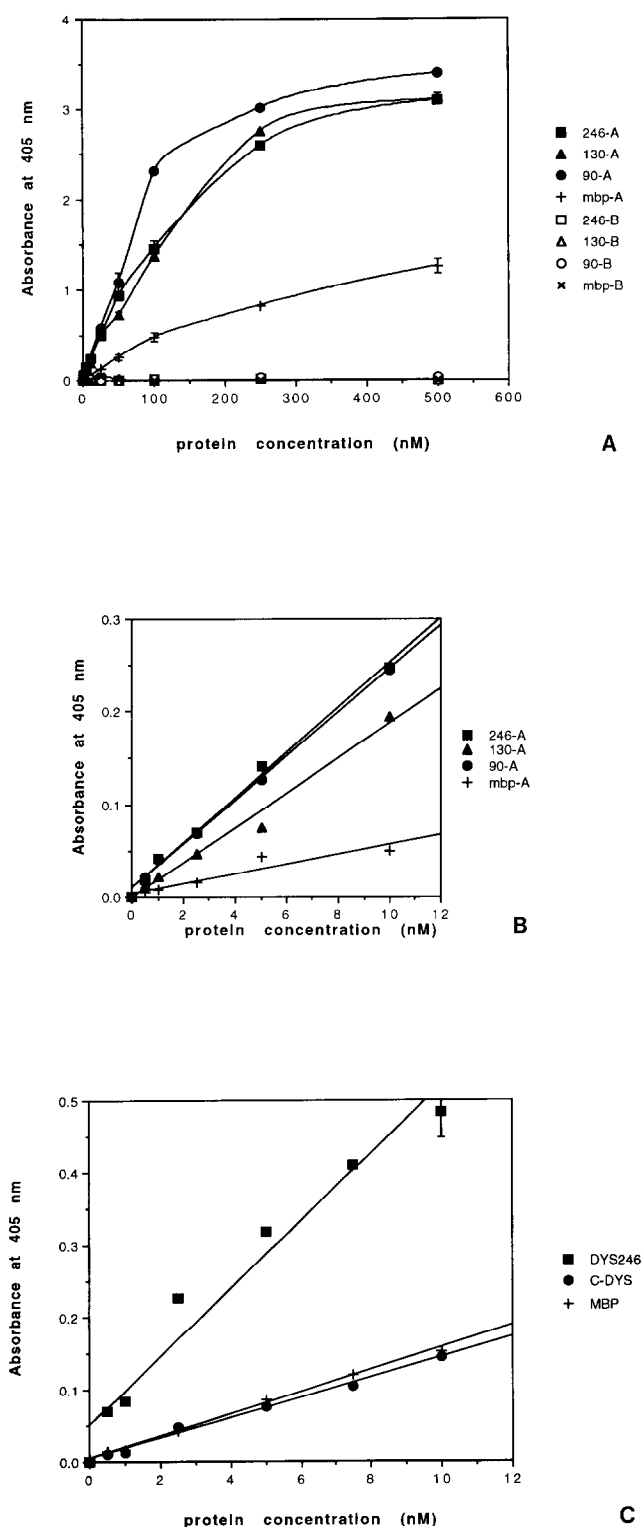 4
3
2
1
0
Absorbance at 405 nm
0 100 200 300 400 500 600
protein concentration (nM)
246-A
130-A
90-A
mbp-A
246-B
130-B
90-B
mbp-B
A
0.3
0.2
0.1
0.0
Absorbance at 405 nm
0 2 4 6 8 10 12
protein concentration (nM)
246-A
130-A
90-A
mbp-A
B
0.5
0.4
0.3
0.2
0.1
0.0
Absorbance at 405 nm
0 2 4 6 8 10 12
protein concentration (nM)
DYS246
C-DYS
MBP
C